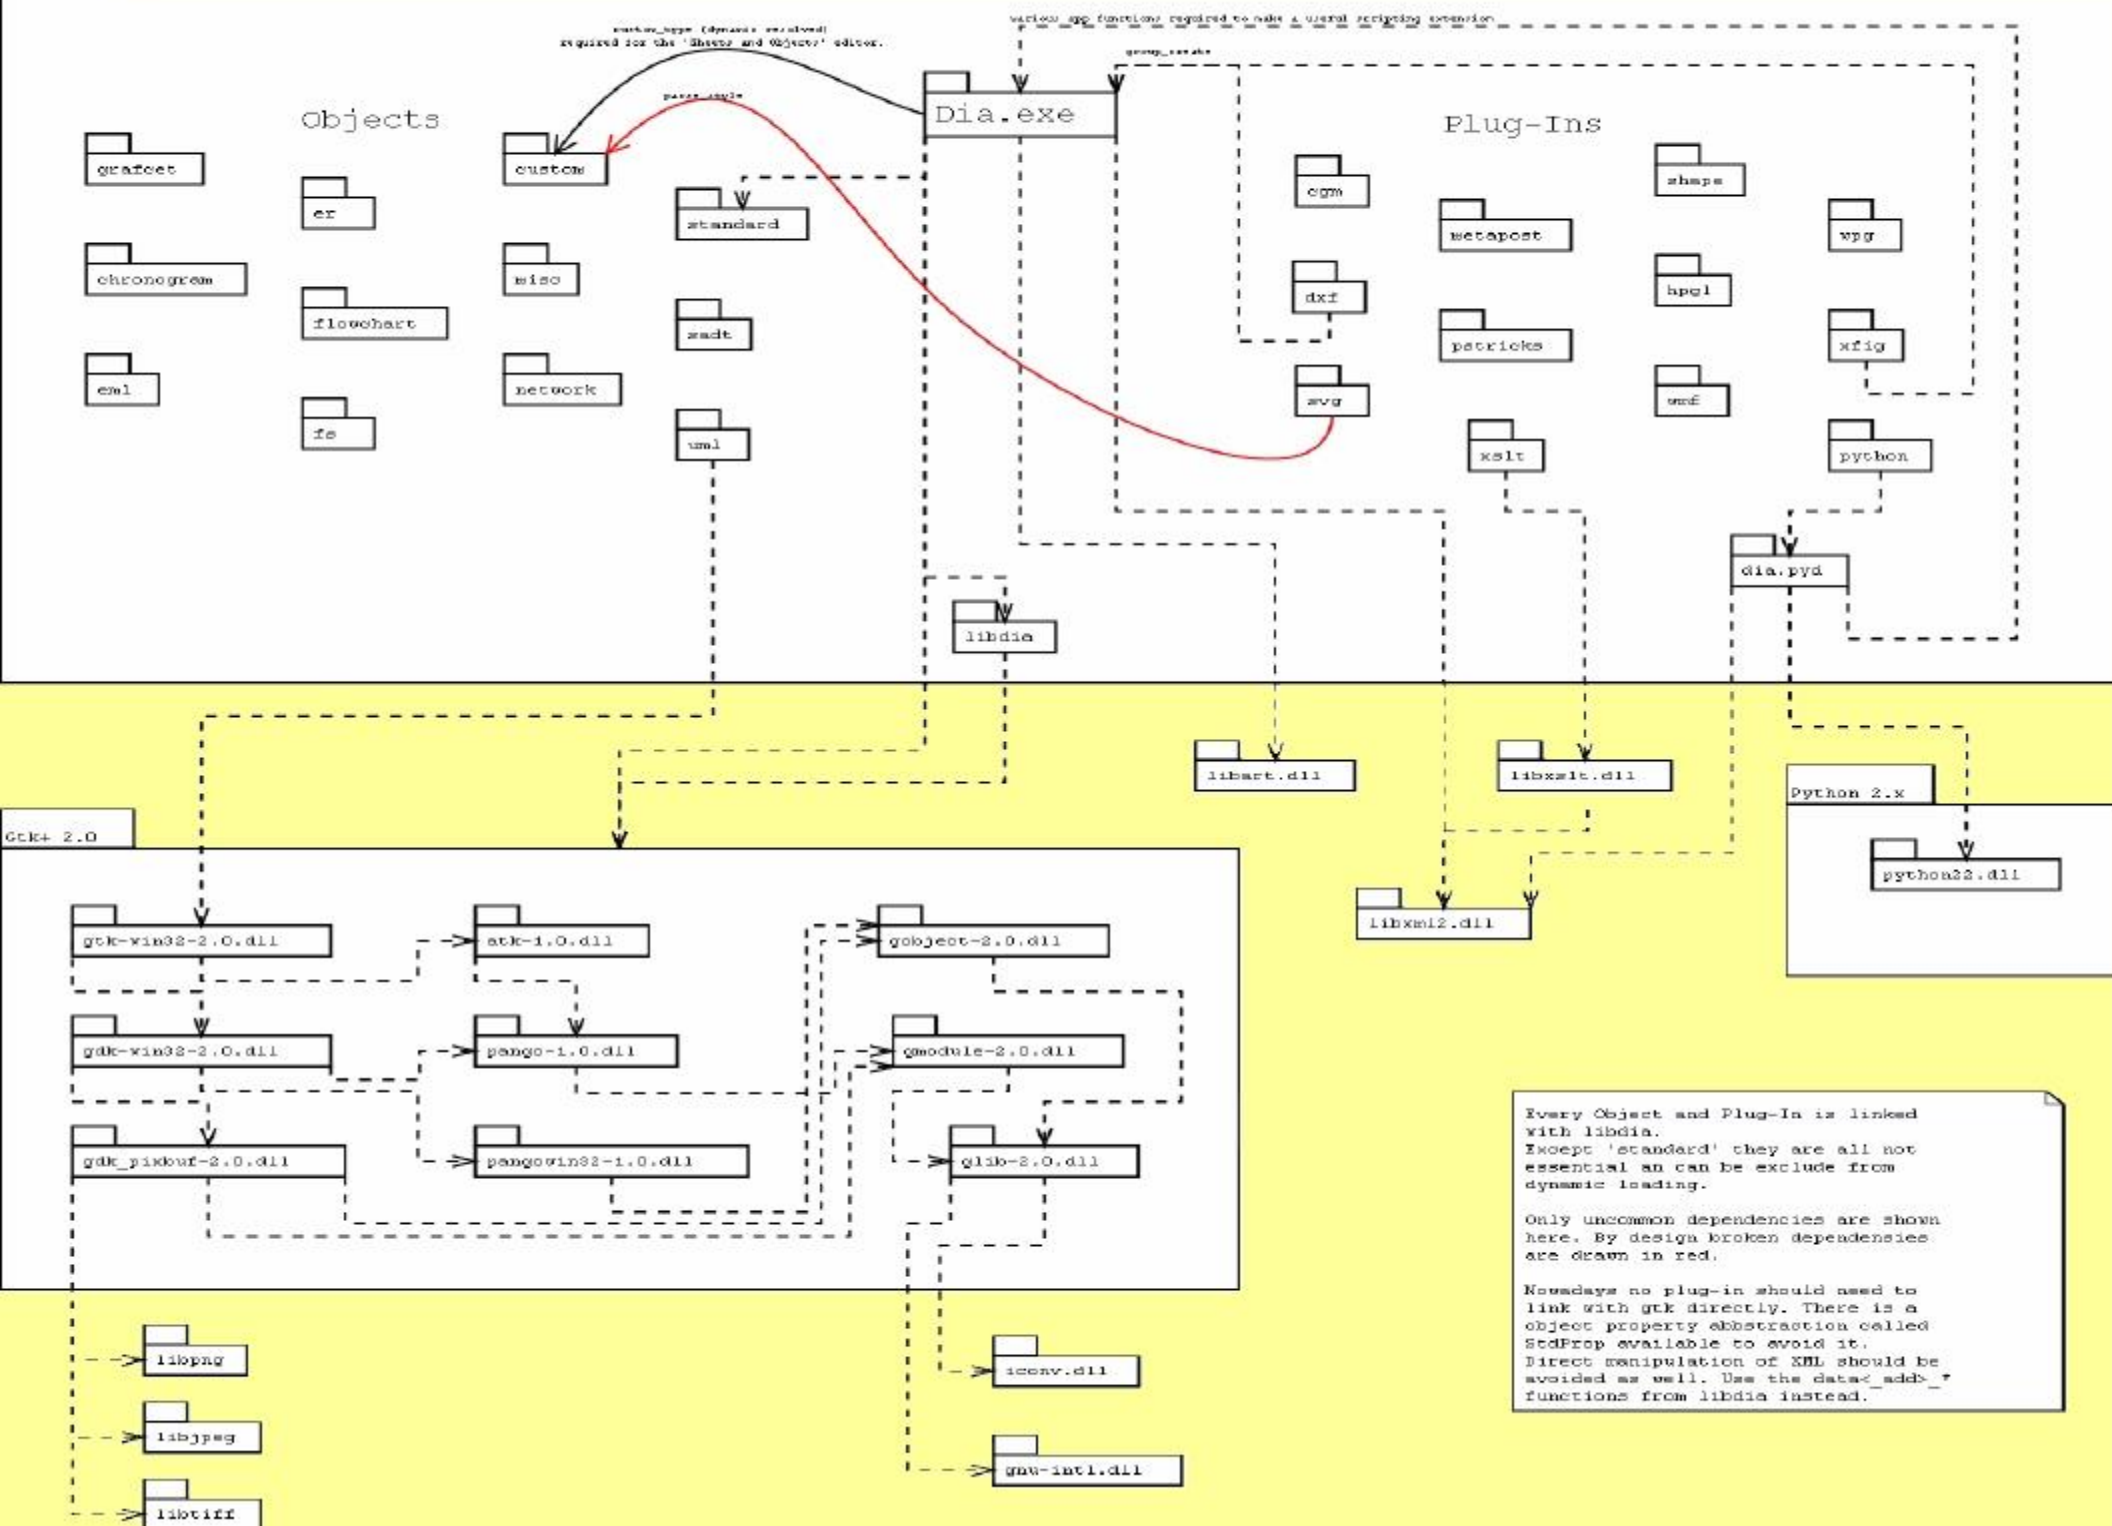 various app functions required to make a useful scripting extension
custom_type (dynamic resolved)
required for the 'Sheets and Objects' editor.
group_create
parse_style
Dia.exe
Objects
Plug-Ins
grafcet
er
custom
standard
chronogram
flowchart
misc
sadt
eml
fs
network
uml
cgm
metapost
shape
wpg
dxf
patricks
hpgl
xfig
svg
xslt
wmf
python
dia.pyd
libdia
libart.dll
libxslt.dll
Python 2.x
python22.dll
libxml2.dll
Gtk+ 2.0
gtk-win32-2.0.dll
atk-1.0.dll
gobject-2.0.dll
gdk-win32-2.0.dll
pango-1.0.dll
gmodule-2.0.dll
gdk_pixbuf-2.0.dll
pangowin32-1.0.dll
glib-2.0.dll
Every Object and Plug-In is linked
with libdia.
Except 'standard' they are all not
essential an can be exclude from
dynamic loading.
Only uncommon dependencies are shown
here. By design broken dependencies
are drawn in red.
Nowadays no plug-in should need to
link with gtk directly. There is a
object property abbstraction called
StdProp available to avoid it.
Direct manipulation of XML should be
avoided as well. Use the data<_add>_*
functions from libdia instead.
libpng
libjpeg
libtiff
iconv.dll
gnu-intl.dll